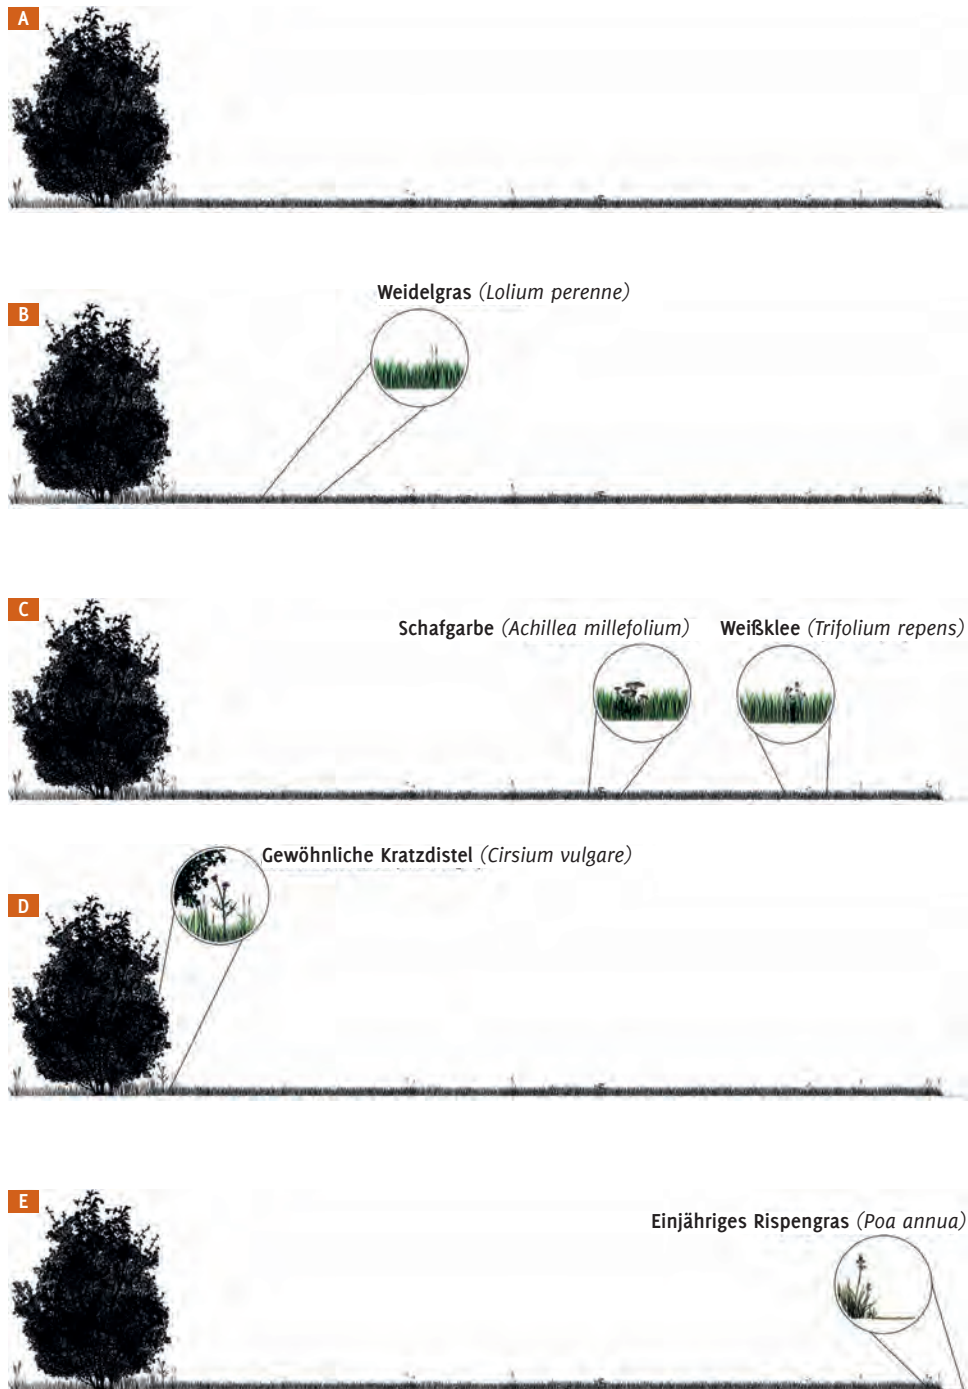 A
Weidelgras (Lolium perenne)
B
C
Schafgarbe (Achillea millefolium) Weißklee (Trifolium repens)
Gewöhnliche Kratzdistel (Cirsium vulgare)
D
E
Einjähriges Rispengras (Poa annua)